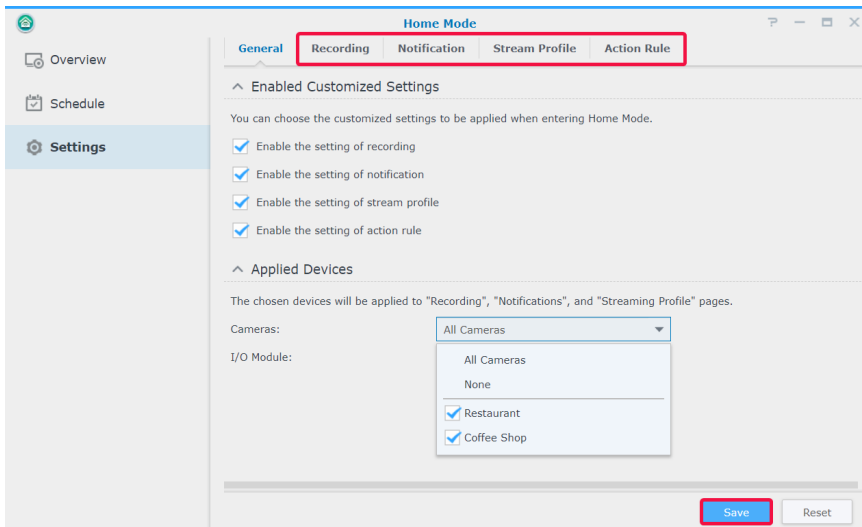 Home Mode
Overview
Schedule
Settings
General Recording Notification Stream Profile Action Rule
Enabled Customized Settings
You can choose the customized settings to be applied when entering Home Mode.
Enable the setting of recording
Enable the setting of notification
Enable the setting of stream profile
Enable the setting of action rule
Applied Devices
The chosen devices will be applied to "Recording", "Notifications", and "Streaming Profile" pages.
Cameras: All Cameras
I/O Module:
All Cameras
None
Restaurant
Coffee Shop
Save Reset